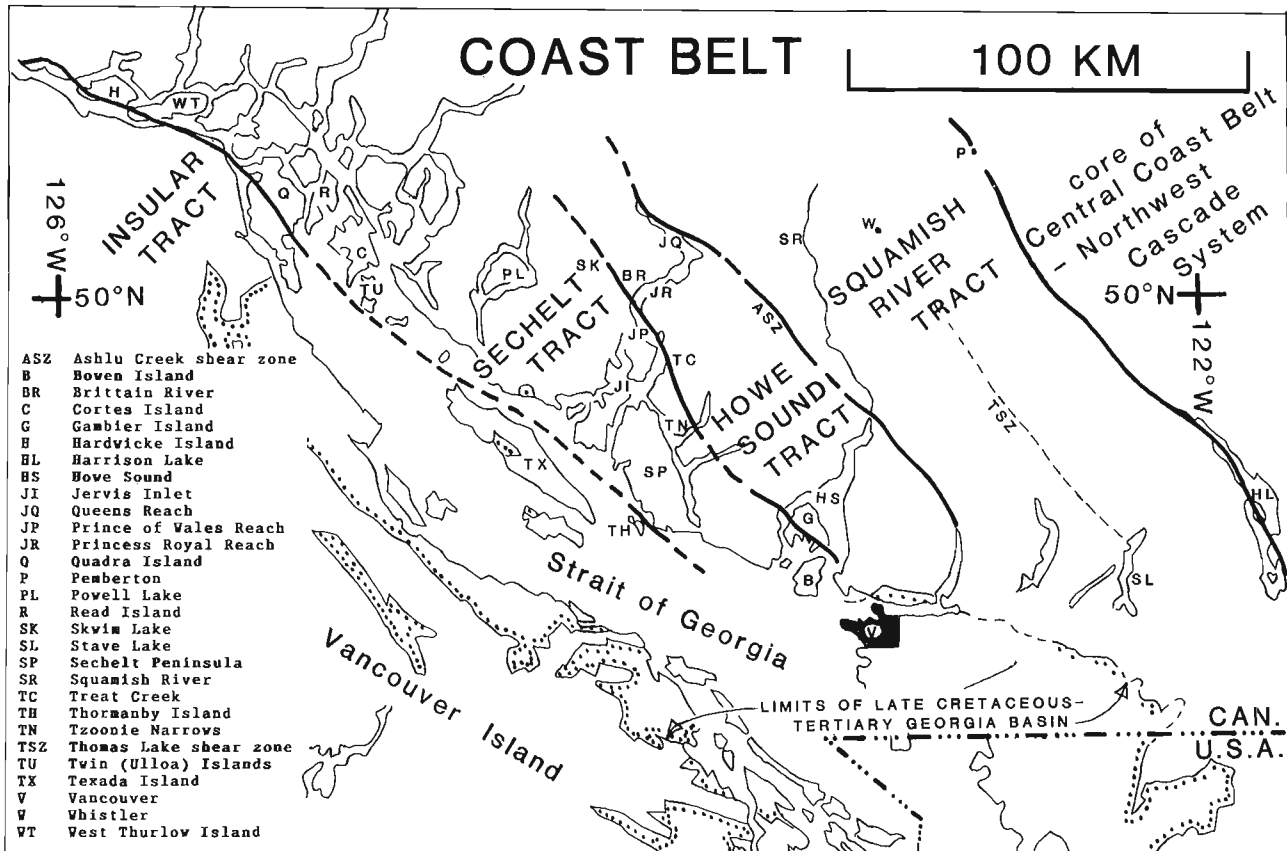 COAST BELT
100 KM
H
WT
INSULAR
TRACT
Q
R
C
TU
PL
126°W
50°N
SECHELT
TRACT
SK
BR
JQ
JR
JP
TC
JI
TN
SP
TX
TH
ASZ
SR
W
P
HOWE
SOUND
TRACT
HS
G
B
SQUAMISH
RIVER
TRACT
TSZ
core of
Central Coast Belt
– Northwest
Cascade
System
50°N
122°W
HL
SL
V
Strait of Georgia
Vancouver Island
LIMITS OF LATE CRETACEOUS-
TERTIARY GEORGIA BASIN
CAN.
U.S.A.
ASZ Ashlu Creek shear zone
B Bowen Island
BR Brittain River
C Cortes Island
G Gambier Island
H Hardwicke Island
HL Harrison Lake
HS Howe Sound
JI Jervis Inlet
JQ Queens Reach
JP Prince of Wales Reach
JR Princess Royal Reach
Q Quadra Island
P Pemberton
PL Powell Lake
R Read Island
SK Skwim Lake
SL Stave Lake
SP Sechelt Peninsula
SR Squamish River
TC Treat Creek
TH Thormanby Island
TN Tzoonie Narrows
TSZ Thomas Lake shear zone
TU Twin (Ulloa) Islands
TX Texada Island
V Vancouver
W Whistler
WT West Thurlow Island